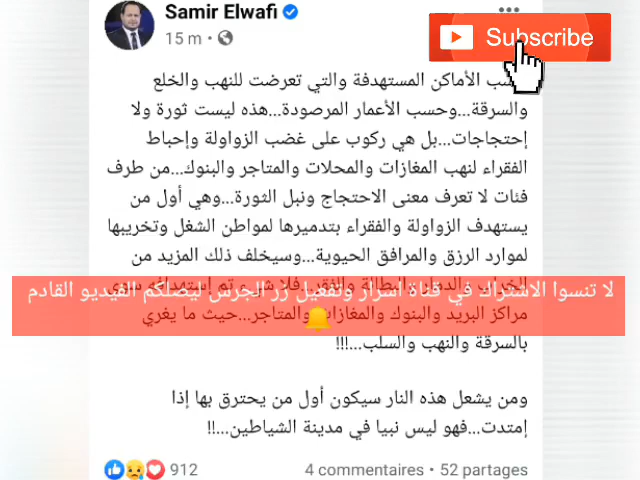 Samir Elwafi
15 m
Subscribe
الأماكن المستهدفة والتي تعرضت للنهب والخلع
والسرقة...وحسب الأعمار المرصودة...هذه ليست ثورة ولا
إحتجاجات...بل هي ركوب على غضب الزواولة وإحباط
الفقراء لنهب المغازات والمحلات والمتاجر والبنوك...من طرف
فئات لا تعرف معنى الاحتجاج ونبل الثورة...وهي أول من
يستهدف الزواولة والفقراء بتدميرها لمواطن الشغل وتخريبها
لموارد الرزق والمرافق الحيوية...وسيخلف ذلك المزيد من
لا تنسوا الاشتراك في قناة أسرار وتفعيل زر الجرس ليصلكم الفيديو القادم
مراكز البريد والبنوك والمغازات والمتاجر...حيث ما يغري
بالسرقة والنهب والسلب...!!!
ومن يشعل هذه النار سيكون أول من يحترق بها إذا
إمتدت...فهو ليس نبيا في مدينة الشياطين...!!
912
4 commentaires • 52 partages